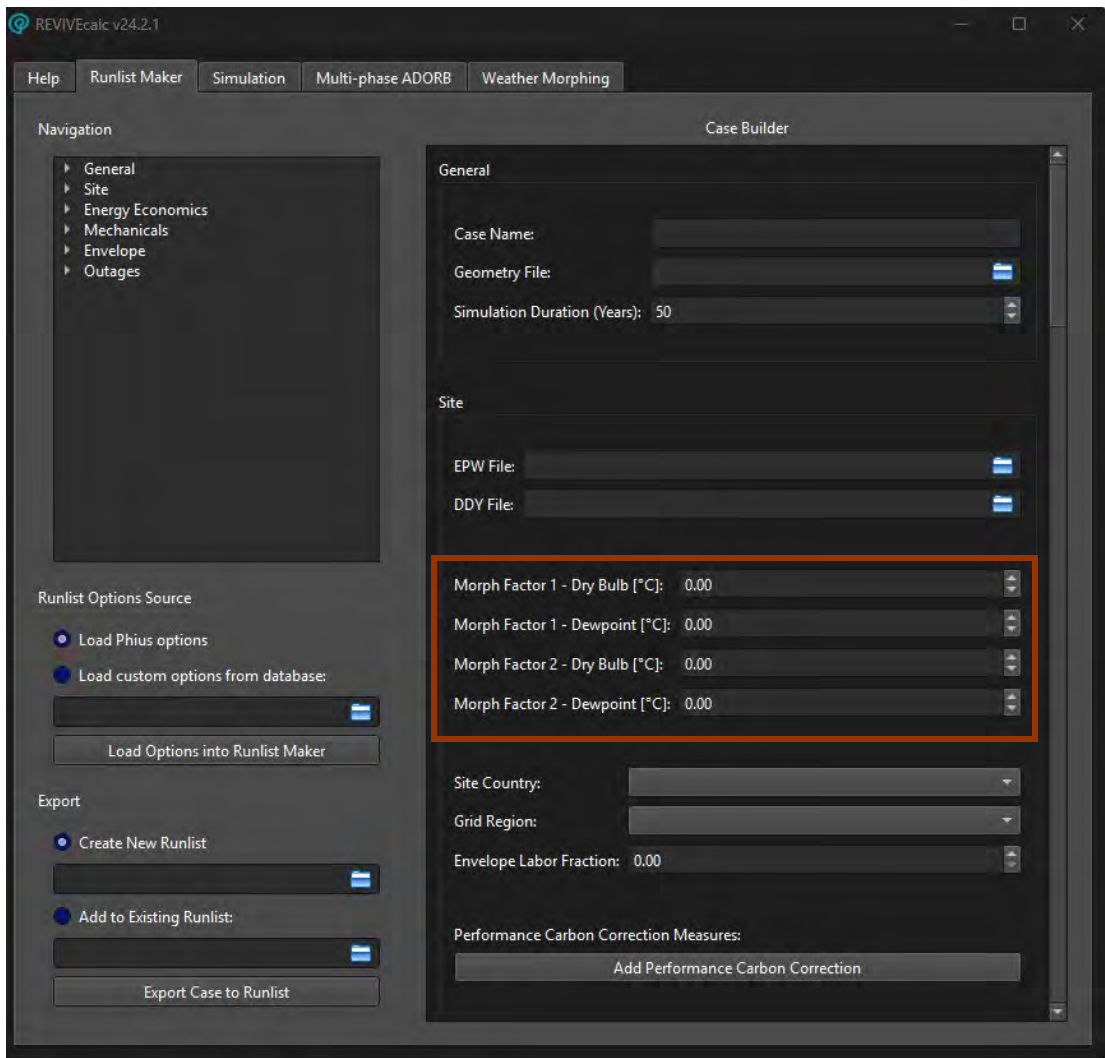 REVIVEcalc v24.2.1
Help
Runlist Maker
Simulation
Multi-phase ADORB
Weather Morphing
Navigation
General
Site
Energy Economics
Mechanicals
Envelope
Outages
Runlist Options Source
Load Phius options
Load custom options from database:
Load Options into Runlist Maker
Export
Create New Runlist
Add to Existing Runlist:
Export Case to Runlist
Case Builder
General
Case Name:
Geometry File:
Simulation Duration (Years): 50
Site
EPW File:
DDY File:
Morph Factor 1 - Dry Bulb [°C]: 0.00
Morph Factor 1 - Dewpoint [°C]: 0.00
Morph Factor 2 - Dry Bulb [°C]: 0.00
Morph Factor 2 - Dewpoint [°C]: 0.00
Site Country:
Grid Region:
Envelope Labor Fraction: 0.00
Performance Carbon Correction Measures:
Add Performance Carbon Correction